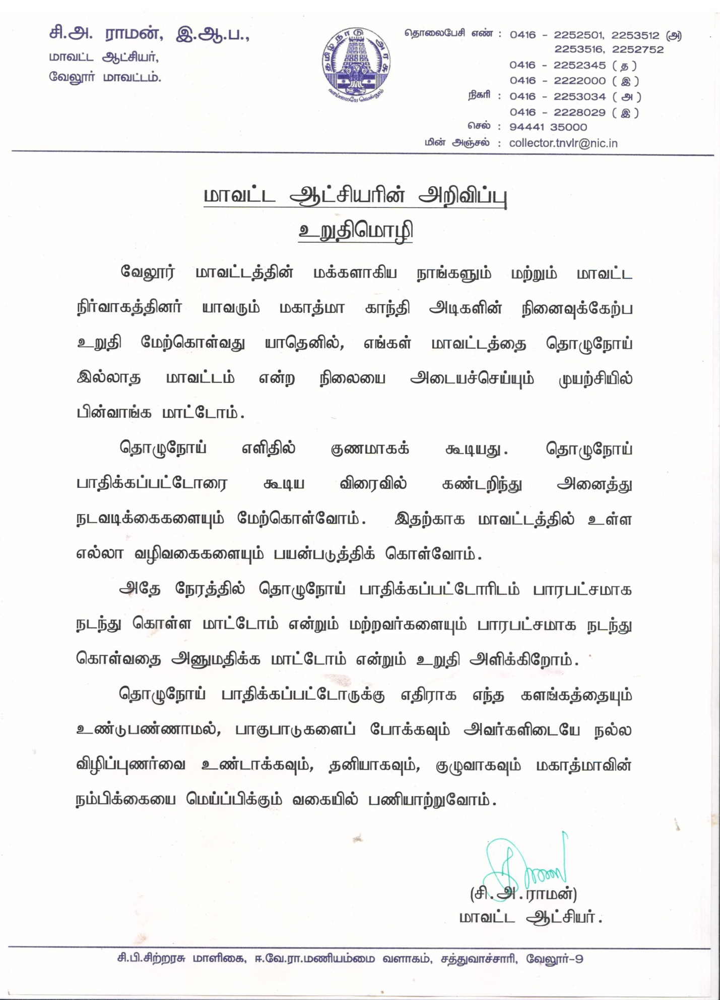 சி.அ. ராமன், இ.ஆ.ப.,
மாவட்ட ஆட்சியர்,
வேலூர் மாவட்டம்.
தமிழ்நாடு அரசு
வாய்மையே வெல்லும்
தொலைபேசி எண் : 0416 - 2252501, 2253512 (அ)
2253516, 2252752
0416 - 2252345 ( த )
0416 - 2222000 ( இ )
நிகரி : 0416 - 2253034 ( அ )
0416 - 2228029 ( இ )
செல் : 94441 35000
மின் அஞ்சல் : collector.tnvlr@nic.in
மாவட்ட ஆட்சியரின் அறிவிப்பு
உறுதிமொழி
வேலூர் மாவட்டத்தின் மக்களாகிய நாங்களும் மற்றும் மாவட்ட
நிர்வாகத்தினர் யாவரும் மகாத்மா காந்தி அடிகளின் நினைவுக்கேற்ப
உறுதி மேற்கொள்வது யாதெனில், எங்கள் மாவட்டத்தை தொழுநோய்
இல்லாத மாவட்டம் என்ற நிலையை அடையச்செய்யும் முயற்சியில்
பின்வாங்க மாட்டோம்.
தொழுநோய் எளிதில் குணமாகக் கூடியது. தொழுநோய்
பாதிக்கப்பட்டோரை கூடிய விரைவில் கண்டறிந்து அனைத்து
நடவடிக்கைகளையும் மேற்கொள்வோம். இதற்காக மாவட்டத்தில் உள்ள
எல்லா வழிவகைகளையும் பயன்படுத்திக் கொள்வோம்.
அதே நேரத்தில் தொழுநோய் பாதிக்கப்பட்டோரிடம் பாரபட்சமாக
நடந்து கொள்ள மாட்டோம் என்றும் மற்றவர்களையும் பாரபட்சமாக நடந்து
கொள்வதை அனுமதிக்க மாட்டோம் என்றும் உறுதி அளிக்கிறோம்.
தொழுநோய் பாதிக்கப்பட்டோருக்கு எதிராக எந்த களங்கத்தையும்
உண்டுபண்ணாமல், பாகுபாடுகளைப் போக்கவும் அவர்களிடையே நல்ல
விழிப்புணர்வை உண்டாக்கவும், தனியாகவும், குழுவாகவும் மகாத்மாவின்
நம்பிக்கையை மெய்ப்பிக்கும் வகையில் பணியாற்றுவோம்.
(சி.அ.ராமன்)
மாவட்ட ஆட்சியர்.
சி.பி.சிற்றரசு மாளிகை, ஈ.வே.ரா.மணியம்மை வளாகம், சத்துவாச்சாரி, வேலூர்-9